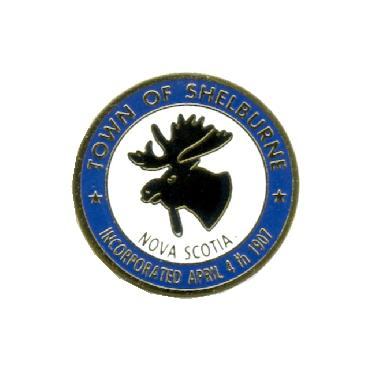 TOWN OF SHELBURNE
NOVA SCOTIA
INCORPORATED APRIL 4 th 1907